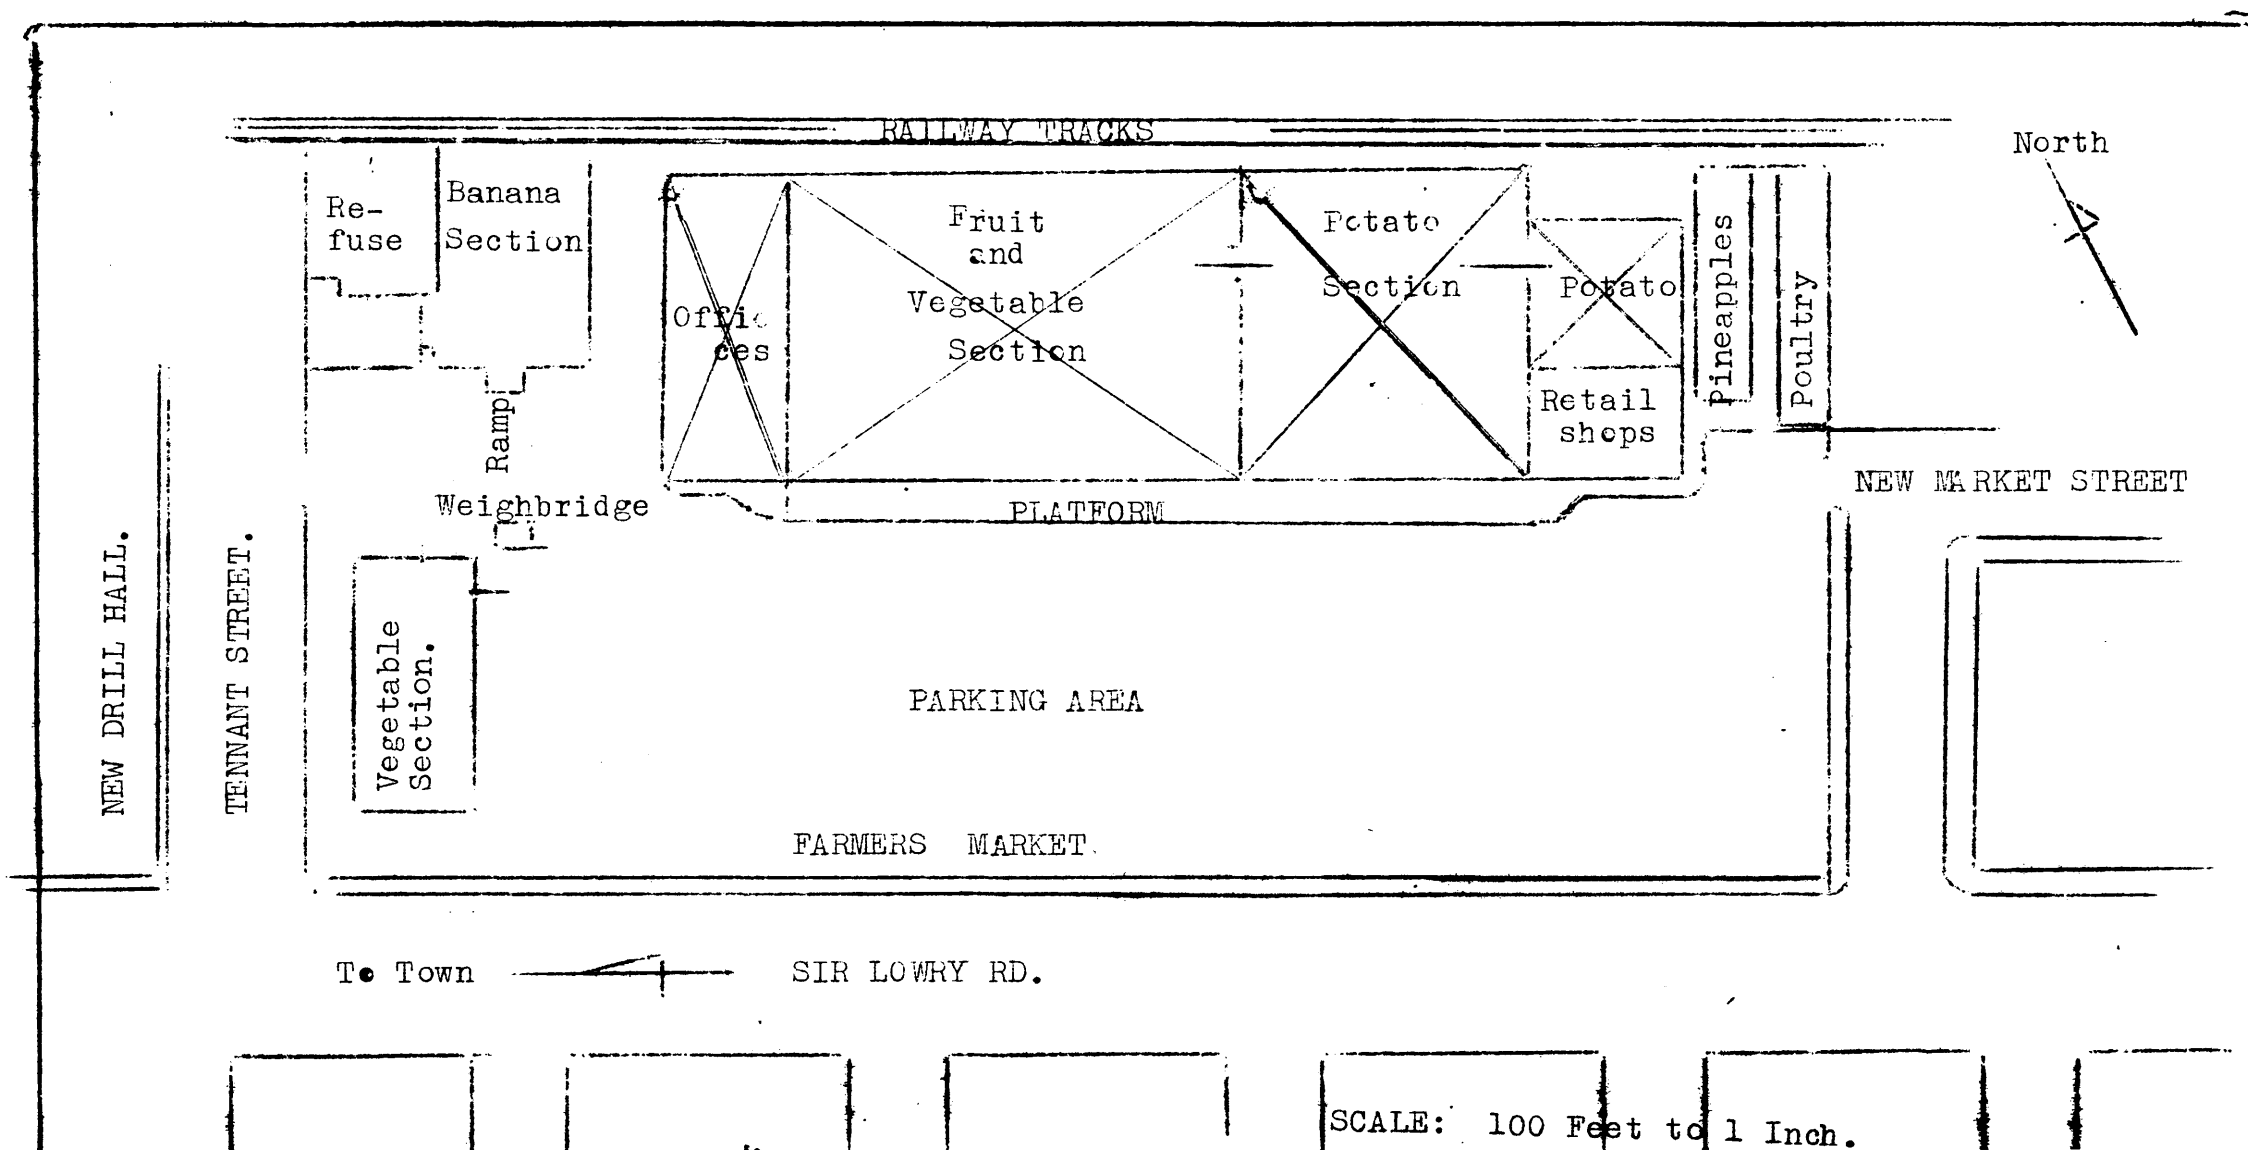 RAILWAY TRACKS
North
Re-
fuse
Banana
Section
Offic
ces
Fruit
and
Vegetable
Section
Potato
Section
Potato
Retail
shops
Pineapples
Poultry
Ramp
Weighbridge
PLATFORM
NEW MARKET STREET
NEW DRILL HALL.
TENNANT STREET.
Vegetable
Section.
PARKING AREA
FARMERS MARKET.
To Town
SIR LOWRY RD.
SCALE: 100 Feet to 1 Inch.